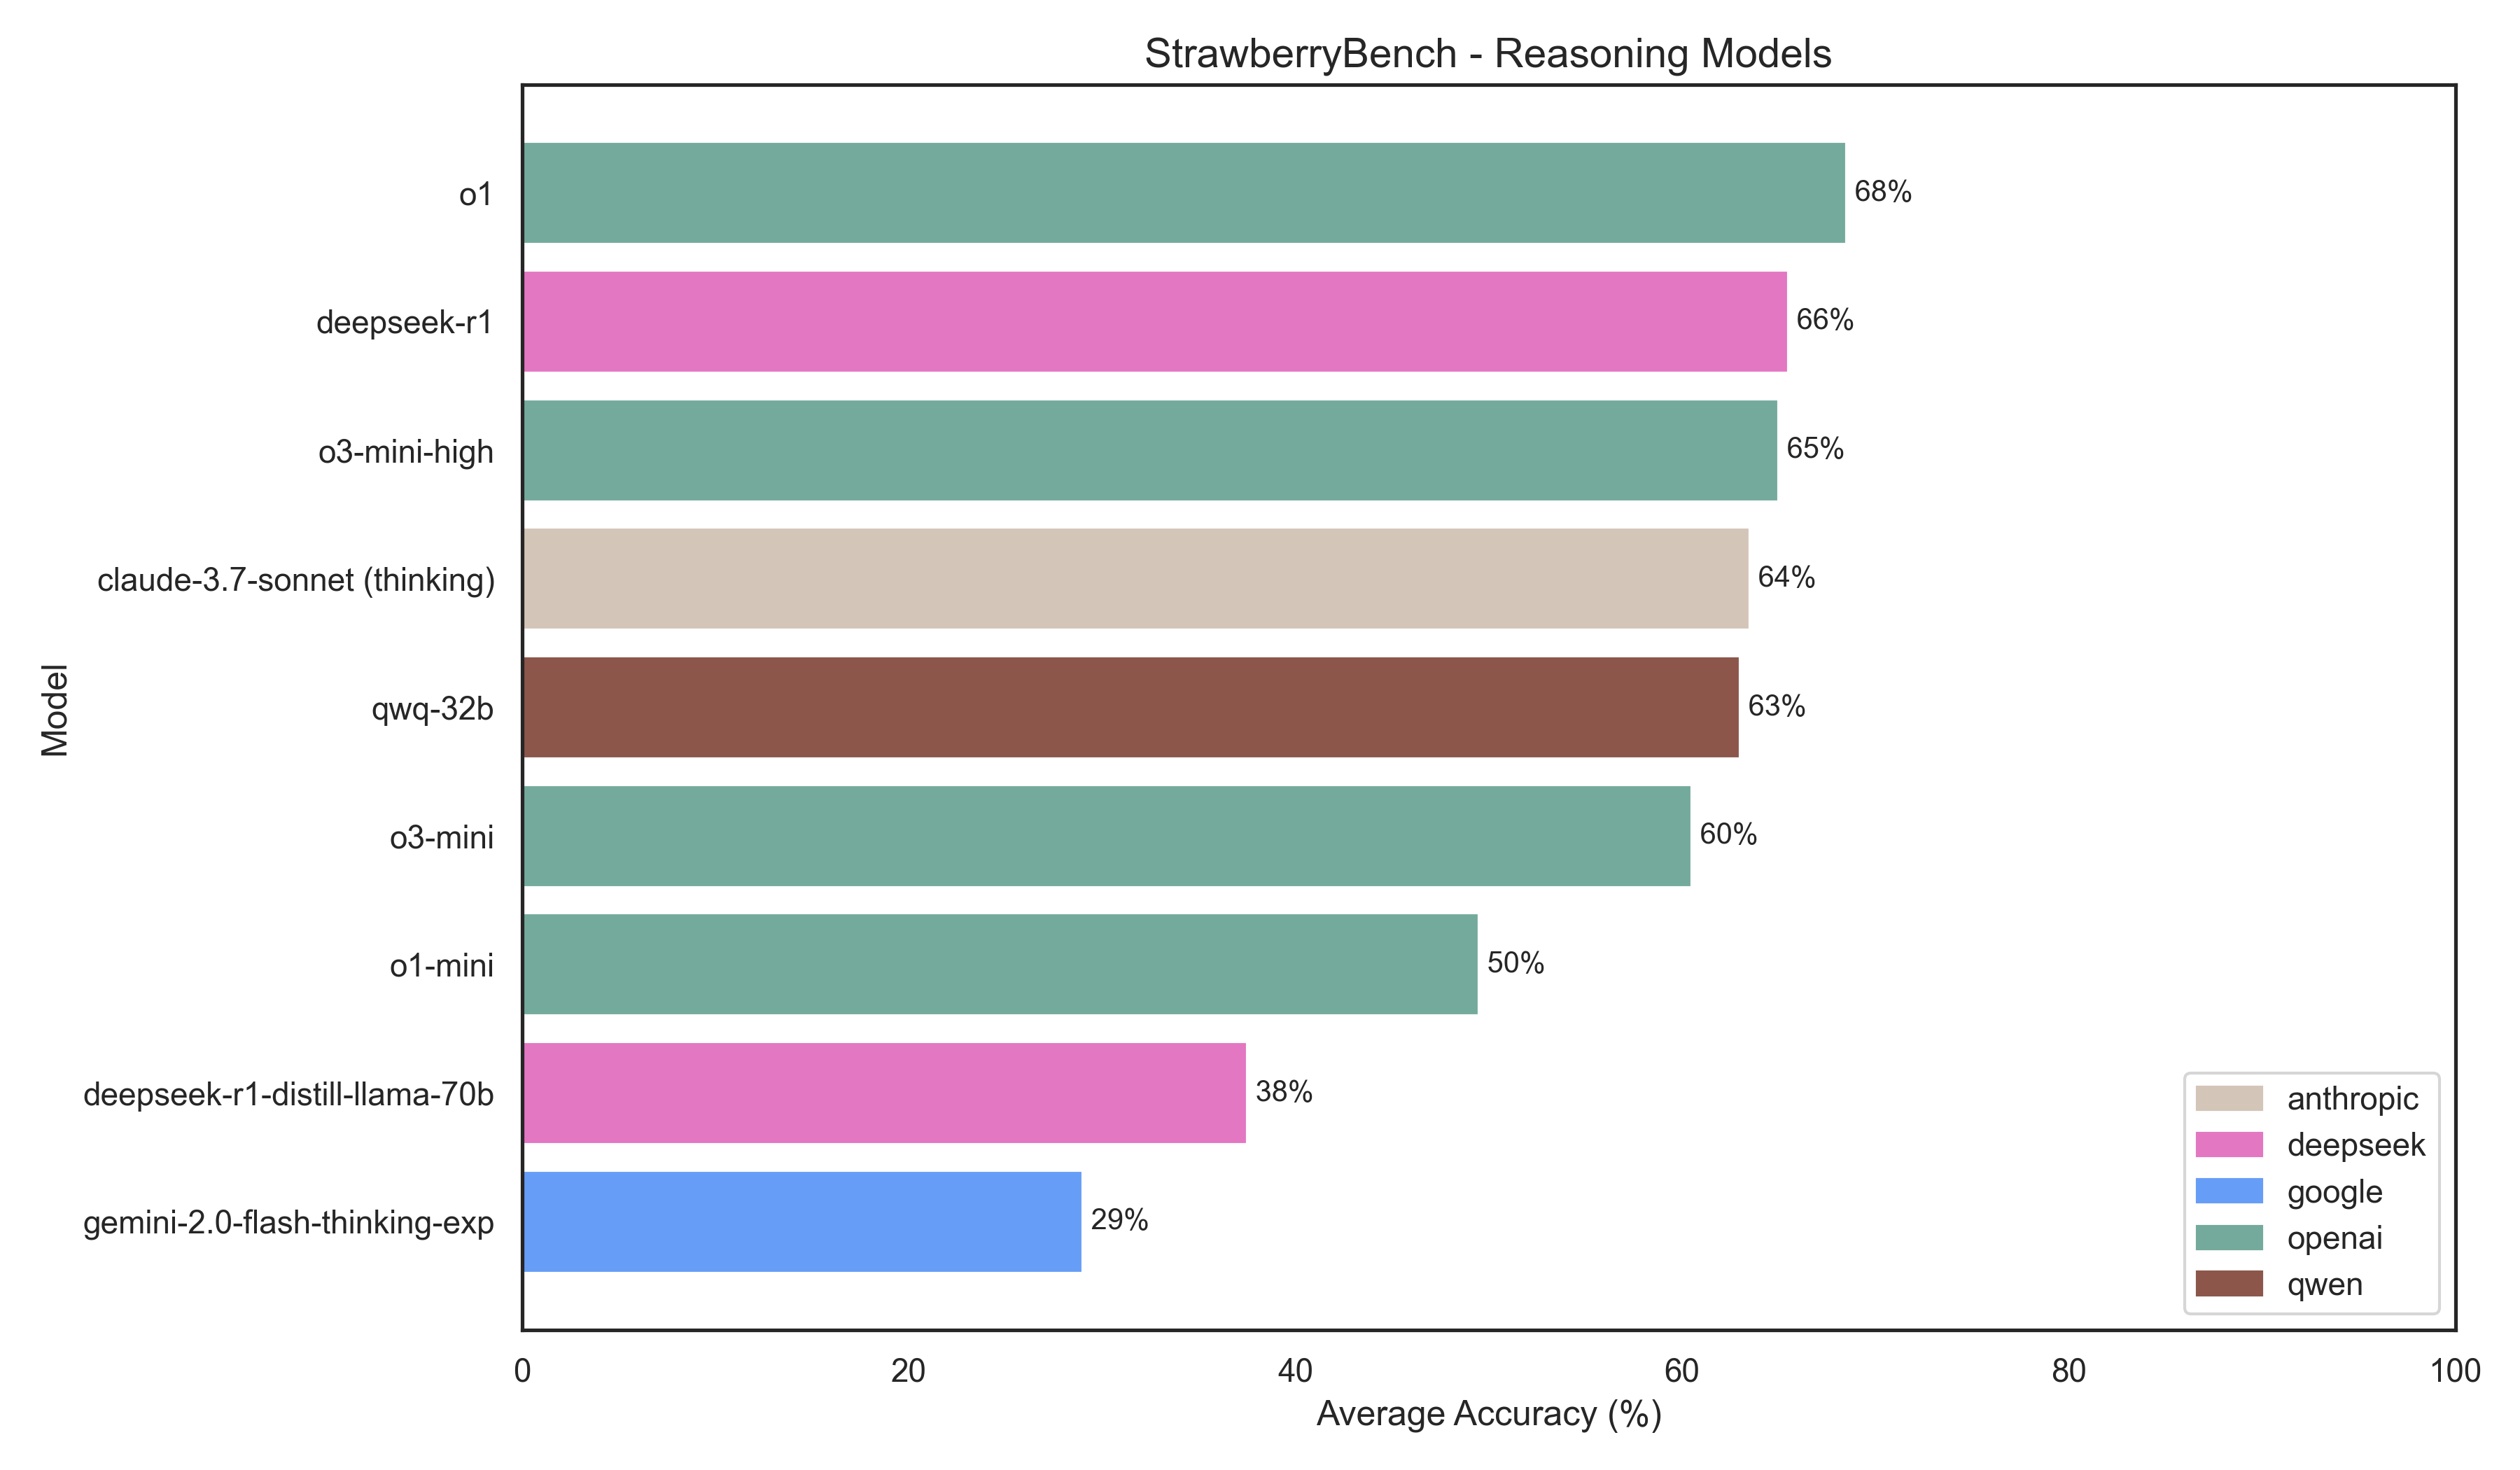 StrawberryBench - Reasoning Models
o1
68%
deepseek-r1
66%
o3-mini-high
65%
claude-3.7-sonnet (thinking)
64%
qwq-32b
63%
Model
o3-mini
60%
o1-mini
50%
deepseek-r1-distill-llama-70b
38%
gemini-2.0-flash-thinking-exp
29%
anthropic
deepseek
google
openai
qwen
0 20 40 60 80 100
Average Accuracy (%)